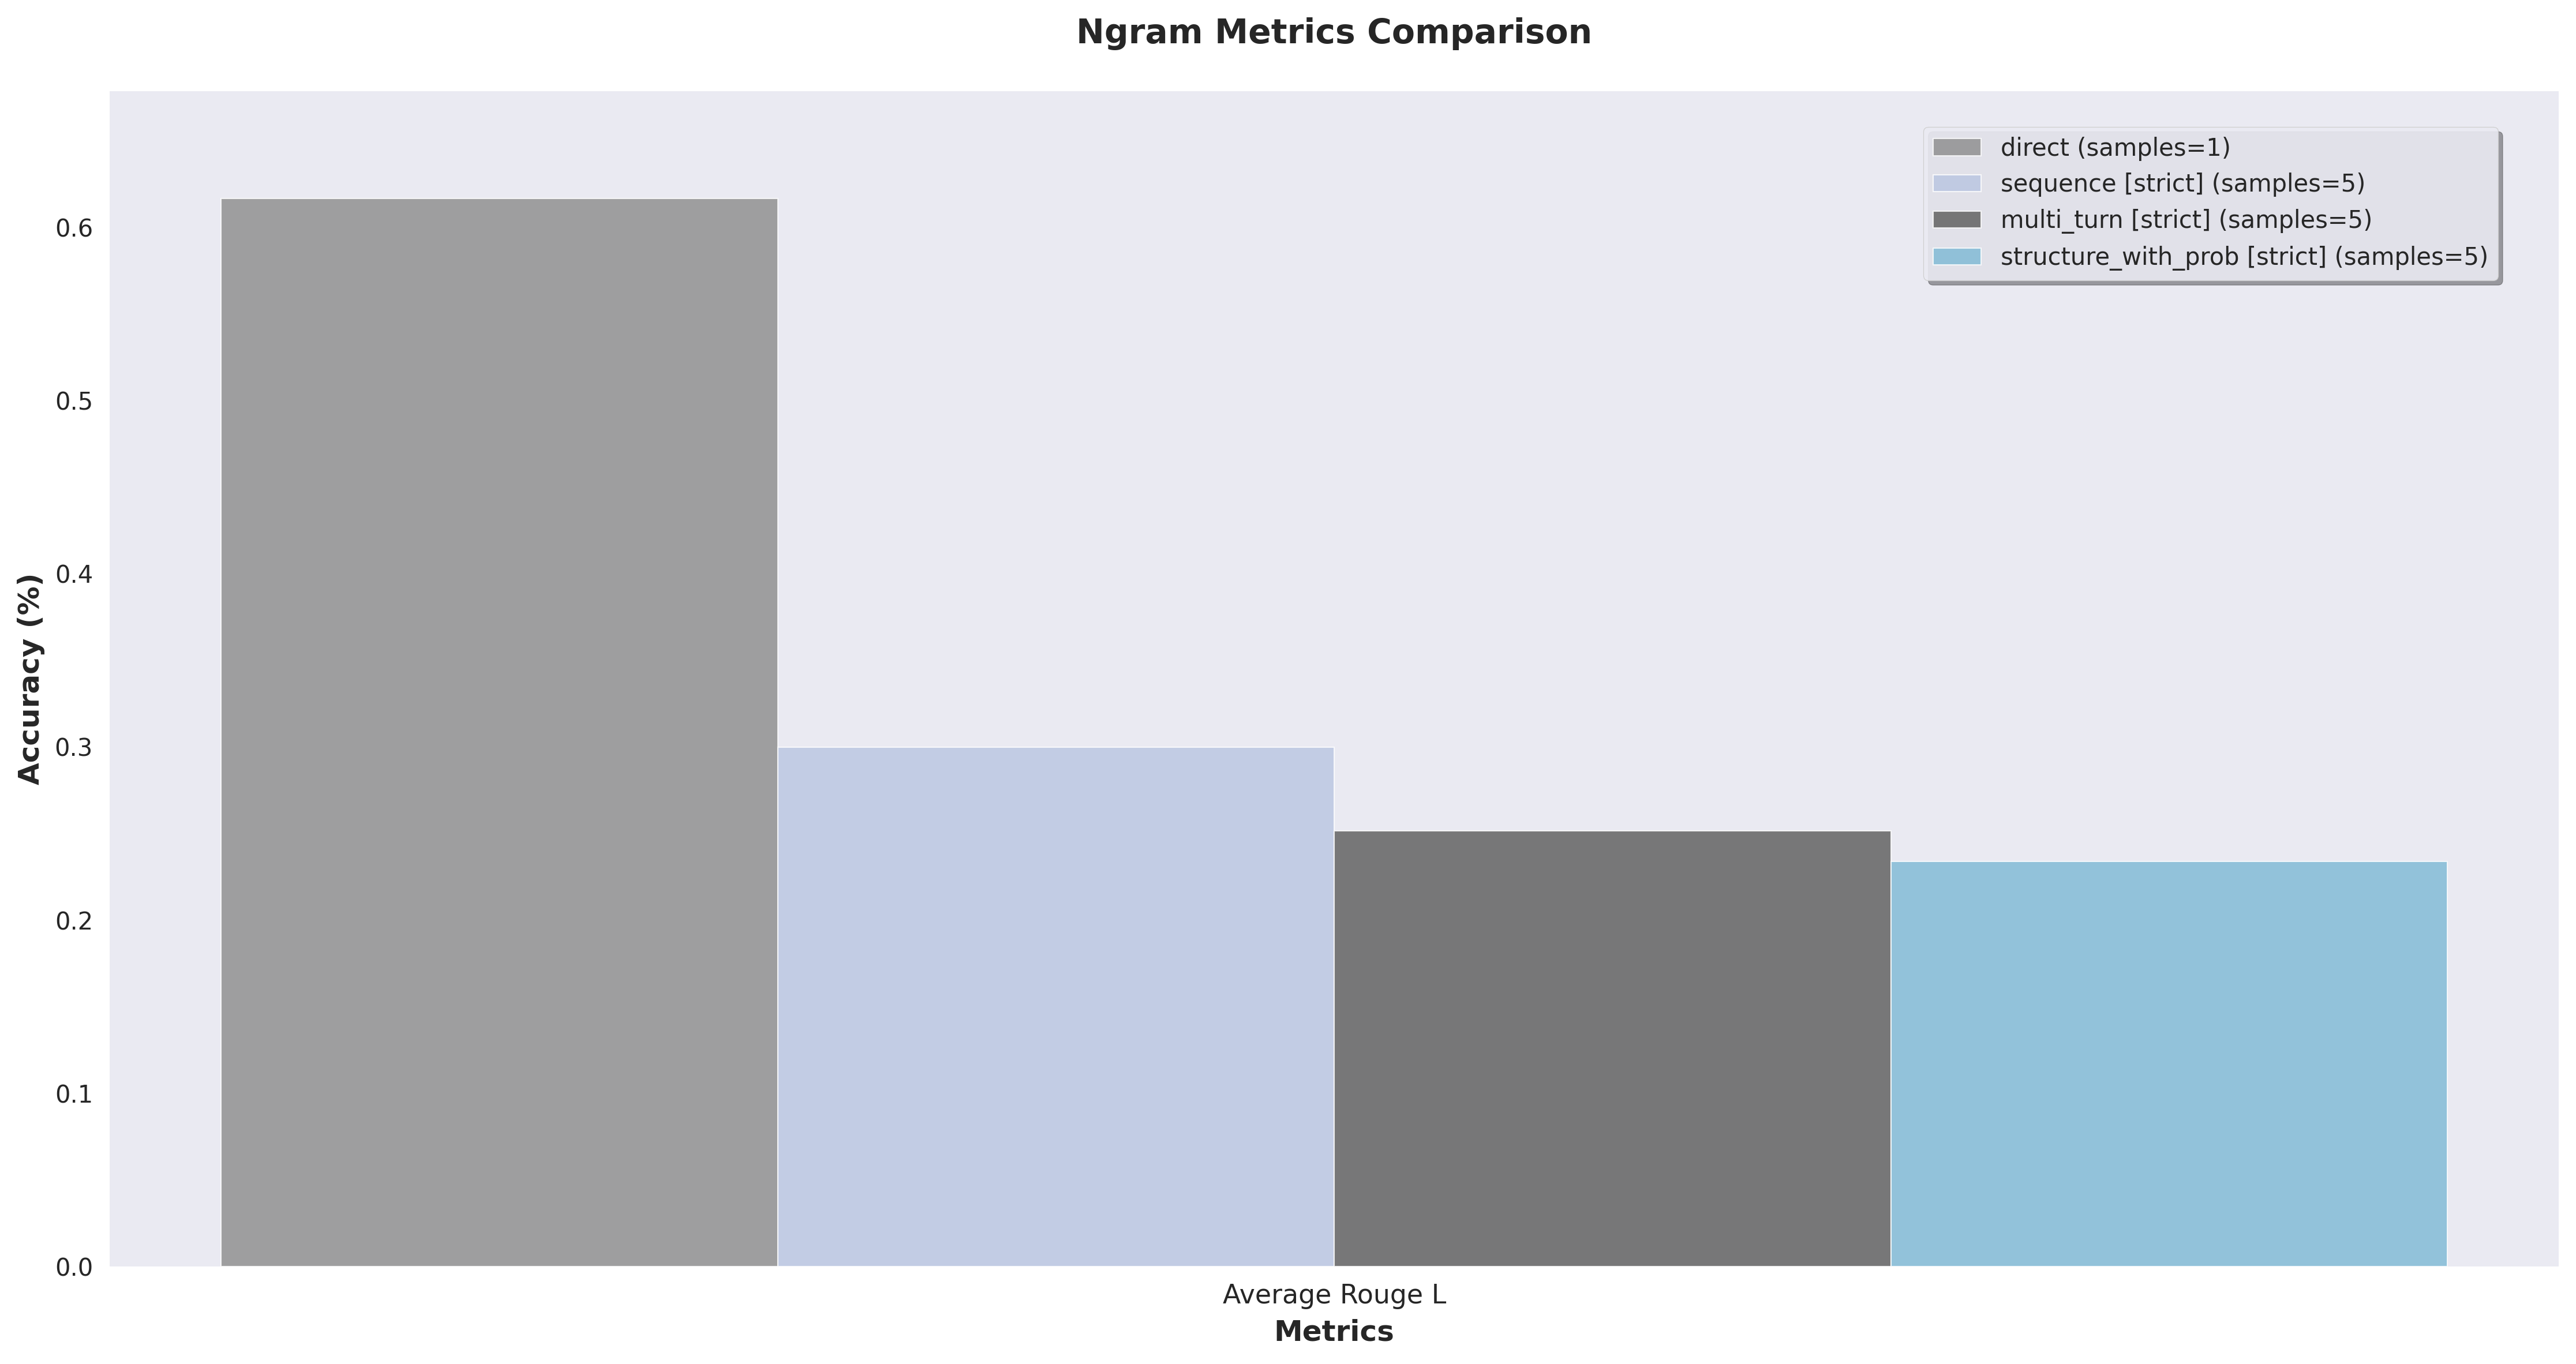 Ngram Metrics Comparison
direct (samples=1)
sequence [strict] (samples=5)
multi_turn [strict] (samples=5)
structure_with_prob [strict] (samples=5)
Accuracy (%)
0.6
0.5
0.4
0.3
0.2
0.1
0.0
Average Rouge L
Metrics